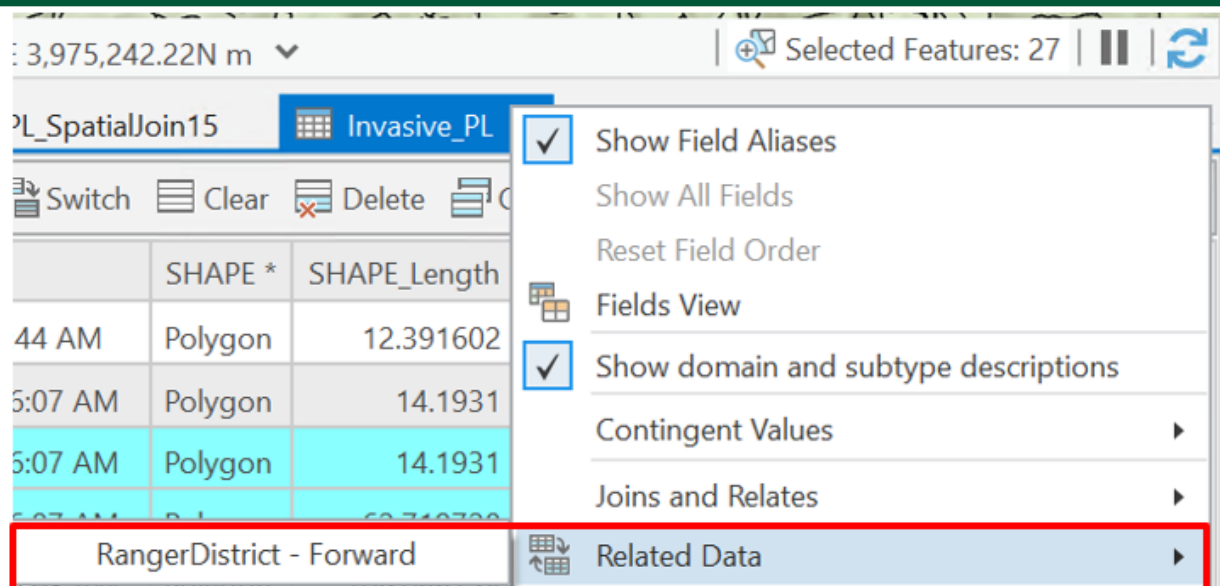 3,975,242.22N m
Selected Features: 27
PL_SpatialJoin15
Invasive_PL
Switch Clear Delete
SHAPE * SHAPE_Length
44 AM Polygon 12.391602
6:07 AM Polygon 14.1931
6:07 AM Polygon 14.1931
Show Field Aliases
Show All Fields
Reset Field Order
Fields View
Show domain and subtype descriptions
Contingent Values
Joins and Relates
RangerDistrict - Forward
Related Data